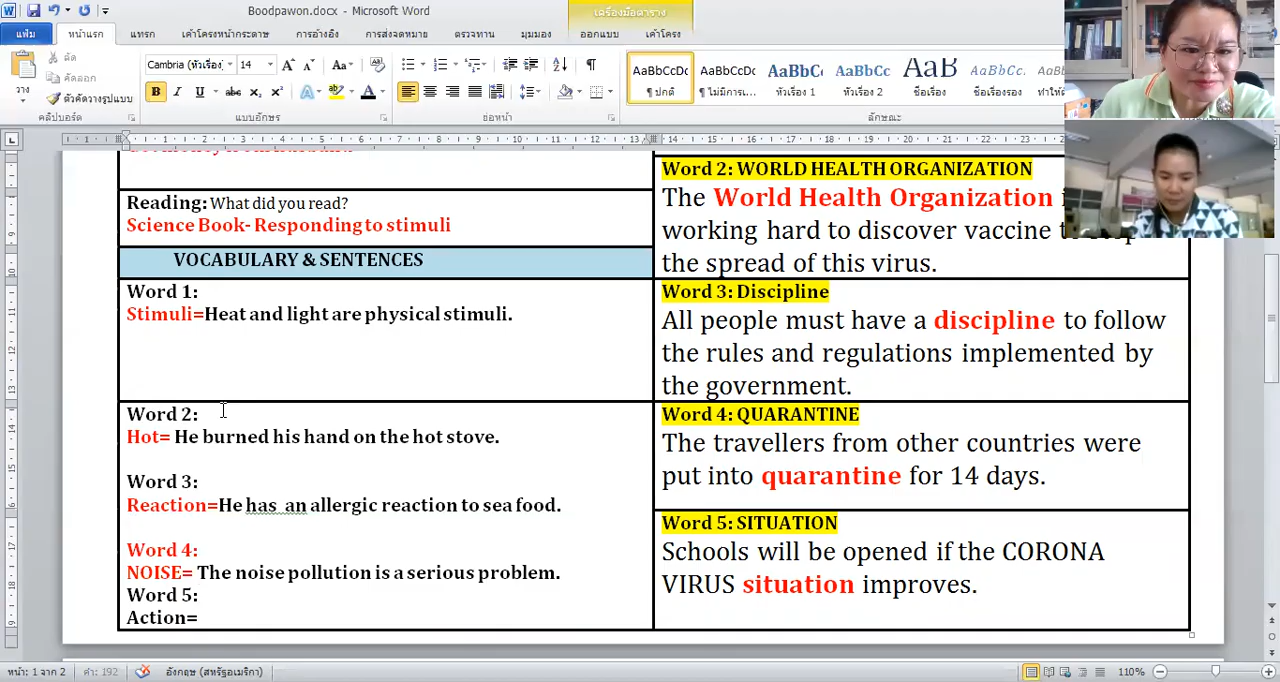 Boodpawon.docx - Microsoft Word
เครื่องมือตาราง
แฟ้ม หน้าแรก แทรก เค้าโครงหน้ากระดาษ การอ้างอิง การส่งจดหมาย ตรวจทาน มุมมอง ออกแบบ เค้าโครง
วาง
ตัด
คัดลอก
ตัวคัดวางรูปแบบ
Cambria (หัวเรื่อง 14
AaBbCcDc AaBbCcDc AaBbC AaBbCc AaB AaBbCc
ปกติ ไม่มีการเ... หัวเรื่อง 1 หัวเรื่อง 2 ชื่อเรื่อง ชื่อเรื่องรอง
คลิปบอร์ด แบบอักษร ย่อหน้า ลักษณะ
Reading: What did you read?
Science Book- Responding to stimuli
VOCABULARY & SENTENCES
Word 1:
Stimuli=Heat and light are physical stimuli.
Word 2:
Hot= He burned his hand on the hot stove.
Word 3:
Reaction=He has an allergic reaction to sea food.
Word 4:
NOISE= The noise pollution is a serious problem.
Word 5:
Action=
Word 2: WORLD HEALTH ORGANIZATION
The World Health Organization
working hard to discover vaccine
the spread of this virus.
Word 3: Discipline
All people must have a discipline to follow
the rules and regulations implemented by
the government.
Word 4: QUARANTINE
The travellers from other countries were
put into quarantine for 14 days.
Word 5: SITUATION
Schools will be opened if the CORONA
VIRUS situation improves.
หน้า: 1 จาก 2 คำ: 192 อังกฤษ (สหรัฐอเมริกา) 110%